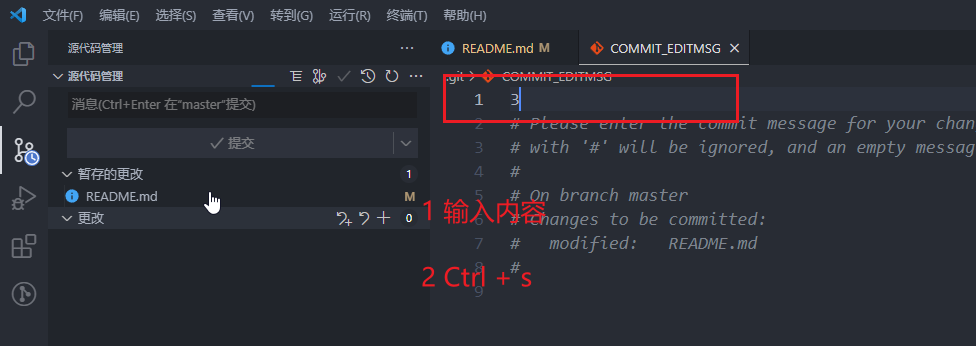 文件(F) 编辑(E) 选择(S) 查看(V) 转到(G) 运行(R) 终端(T) 帮助(H)
源代码管理
README.md M
COMMIT_EDITMSG
源代码管理
.git > COMMIT_EDITMSG
消息(Ctrl+Enter 在"master"提交)
提交
暂存的更改 1
README.md M
更改 0
1 3
2 # Please enter the commit message for your chan
3 # with '#' will be ignored, and an empty messag
4 #
5 # On branch master
6 # Changes to be committed:
7 # modified: README.md
8 #
9
1 输入内容
2 Ctrl + s